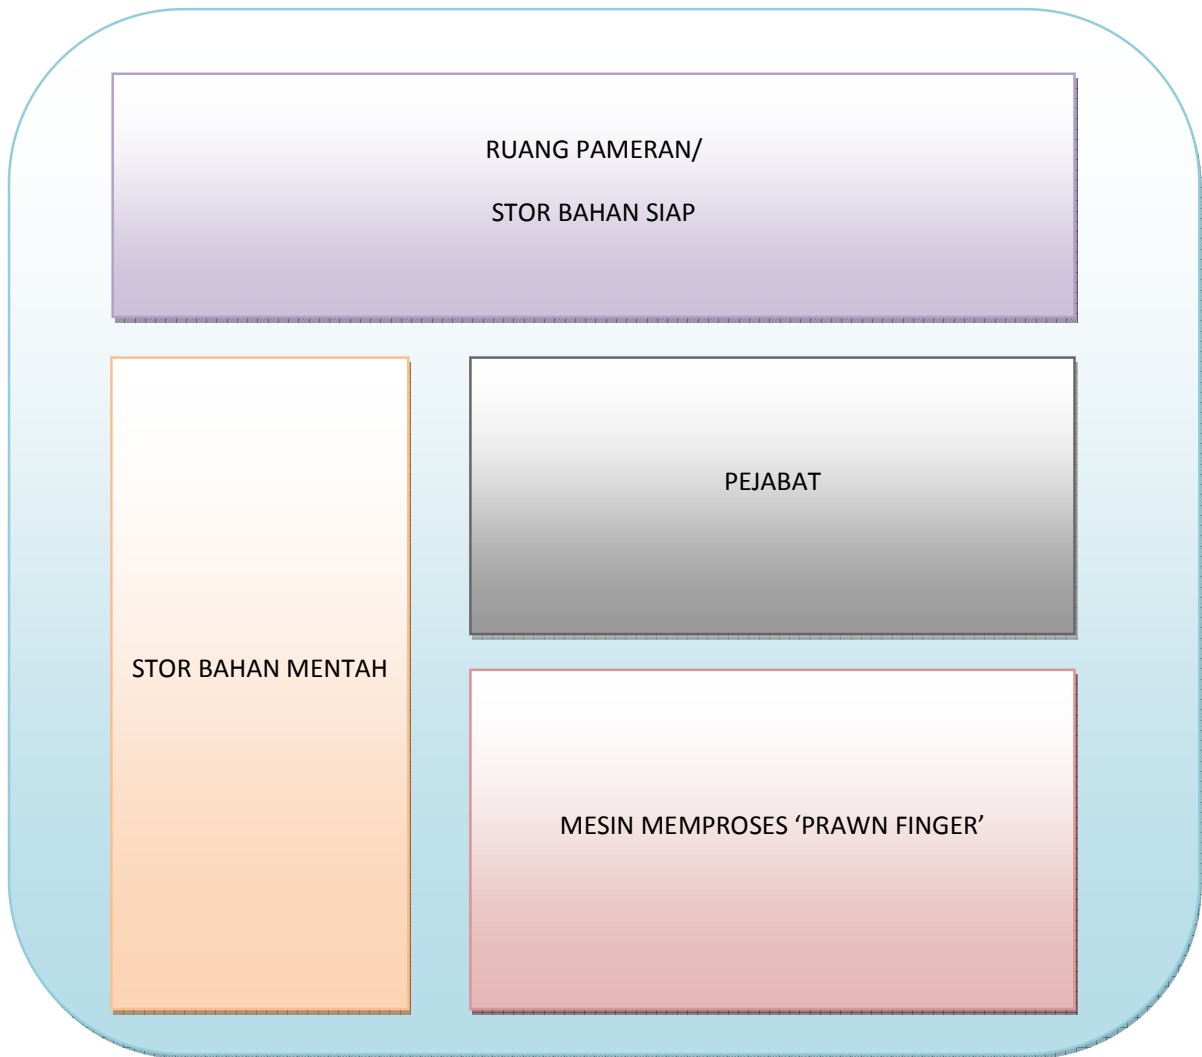 RUANG PAMERAN/
STOR BAHAN SIAP
PEJABAT
STOR BAHAN MENTAH
MESIN MEMPROSES ‘PRAWN FINGER’